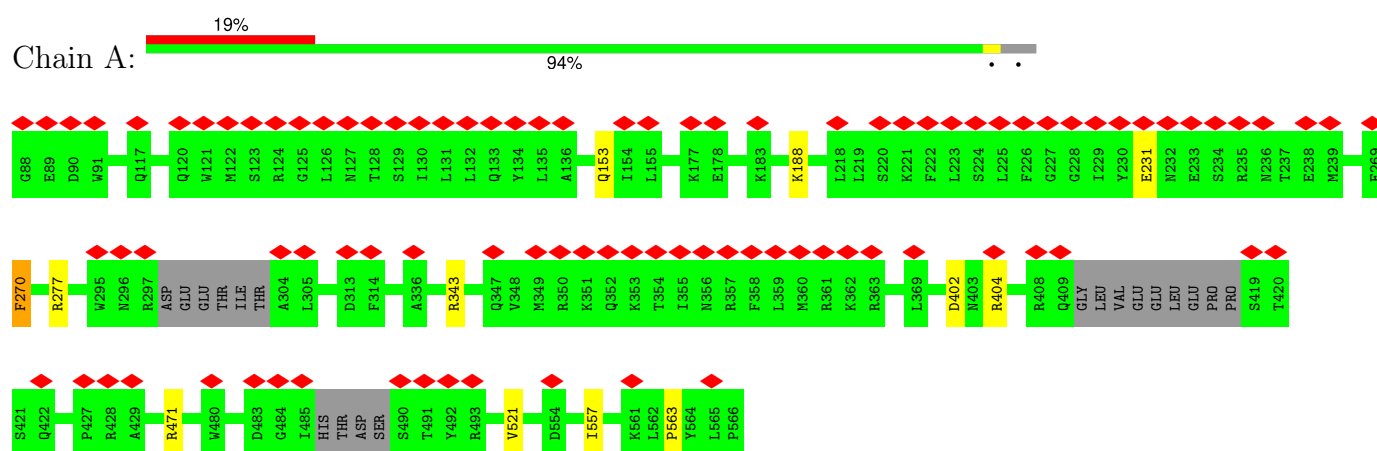 19%
Chain A:
94%
G88 E89 D90 W91 Q117 Q120 W121 M122 S123 R124 G125 L126 N127 T128 S129 I130 L131 L132 Q133 Y134 L135 A136 Q153 I154 L155 K177 E178 K183 K188 L218 L219 S220 K221 F222 L223 S224 L225 F226 G227 G228 I229 Y230 E231 N232 E233 S234 R235 N236 T237 E238 M239
F270 R277 W295 N296 R297 ASP GLU GLU THR ILE THR A304 L305 D313 F314 A336 R343 Q347 V348 M349 R350 K351 Q352 K353 T354 I355 N356 R357 F358 L359 M360 R361 K362 R363 L369 D402 N403 R404 R408 Q409 GLY LEU VAL GLU GLU LEU GLU PRO PRO S419 T420
S421 Q422 P427 R428 A429 R471 W480 D483 G484 I485 HIS THR ASP SER S490 T491 Y492 R493 V521 D554 I557 K561 L562 P563 Y564 L565 P566